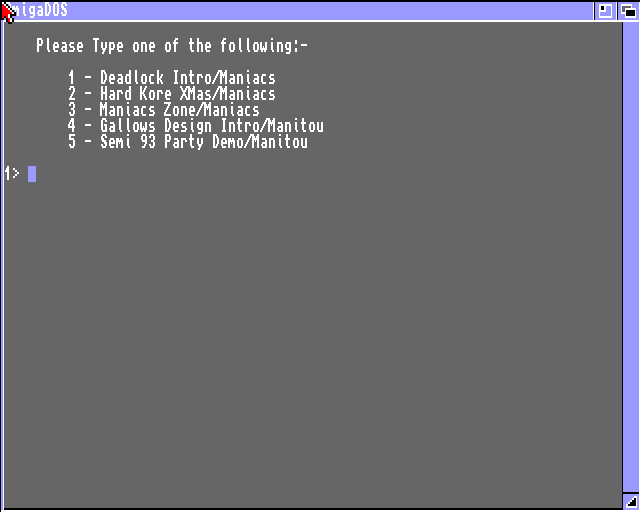 AmigaDOS
Please Type one of the following:-
1 - Deadlock Intro/Maniacs
2 - Hard Kore XMas/Maniacs
3 - Maniacs Zone/Maniacs
4 - Gallows Design Intro/Manitou
5 - Semi 93 Party Demo/Manitou
1>